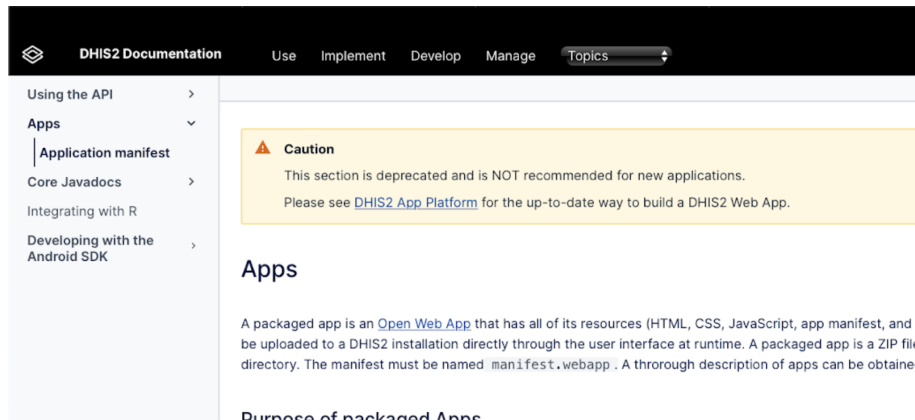 DHIS2 Documentation
Use
Implement
Develop
Manage
Topics
Using the API
Apps
Application manifest
Core Javadocs
Integrating with R
Developing with the
Android SDK
Caution
This section is deprecated and is NOT recommended for new applications.
Please see DHIS2 App Platform for the up-to-date way to build a DHIS2 Web App.
Apps
A packaged app is an Open Web App that has all of its resources (HTML, CSS, JavaScript, app manifest, and
be uploaded to a DHIS2 installation directly through the user interface at runtime. A packaged app is a ZIP file
directory. The manifest must be named manifest.webapp . A throrough description of apps can be obtained
Purpose of packaged Apps